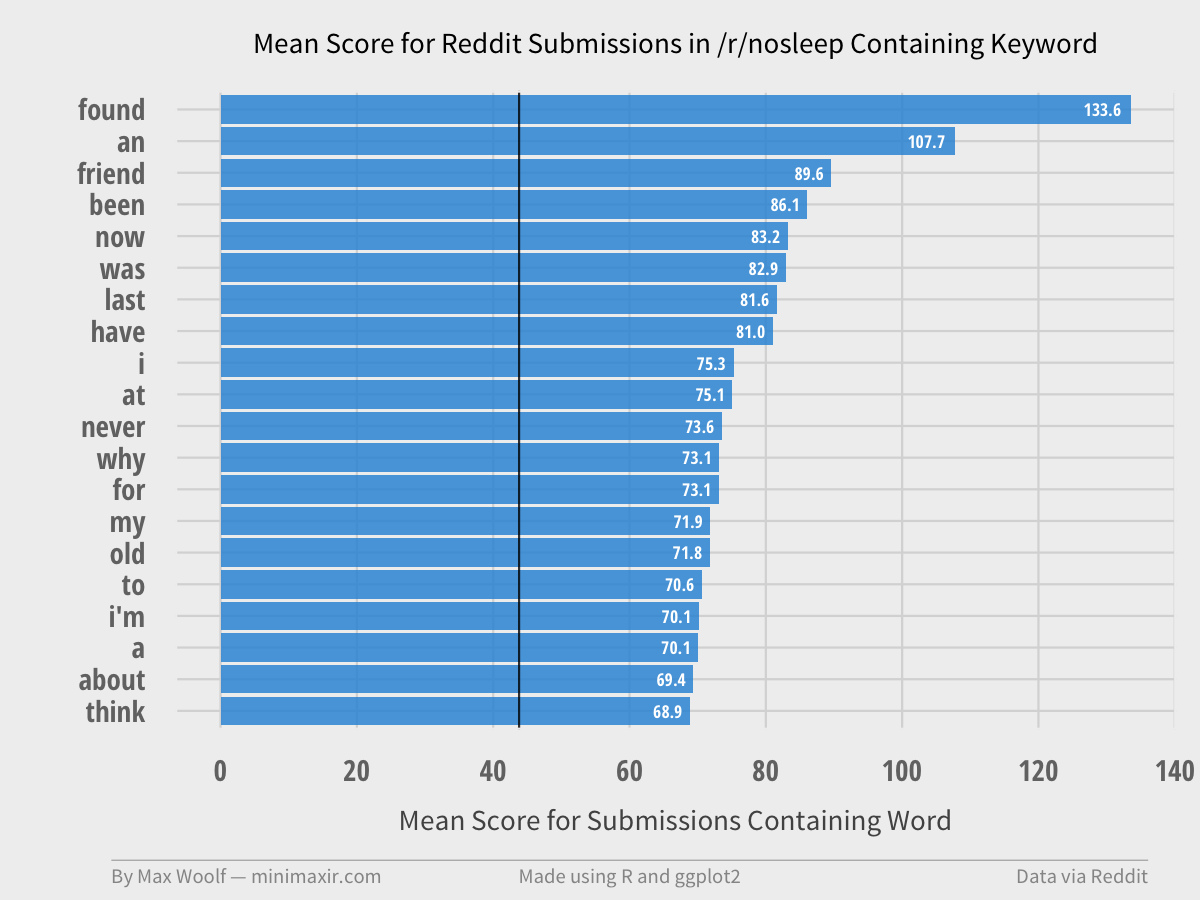 Mean Score for Reddit Submissions in /r/nosleep Containing Keyword
found 133.6
an 107.7
friend 89.6
been 86.1
now 83.2
was 82.9
last 81.6
have 81.0
i 75.3
at 75.1
never 73.6
why 73.1
for 73.1
my 71.9
old 71.8
to 70.6
i'm 70.1
a 70.1
about 69.4
think 68.9
0 20 40 60 80 100 120 140
Mean Score for Submissions Containing Word
By Max Woolf — minimaxir.com Made using R and ggplot2 Data via Reddit